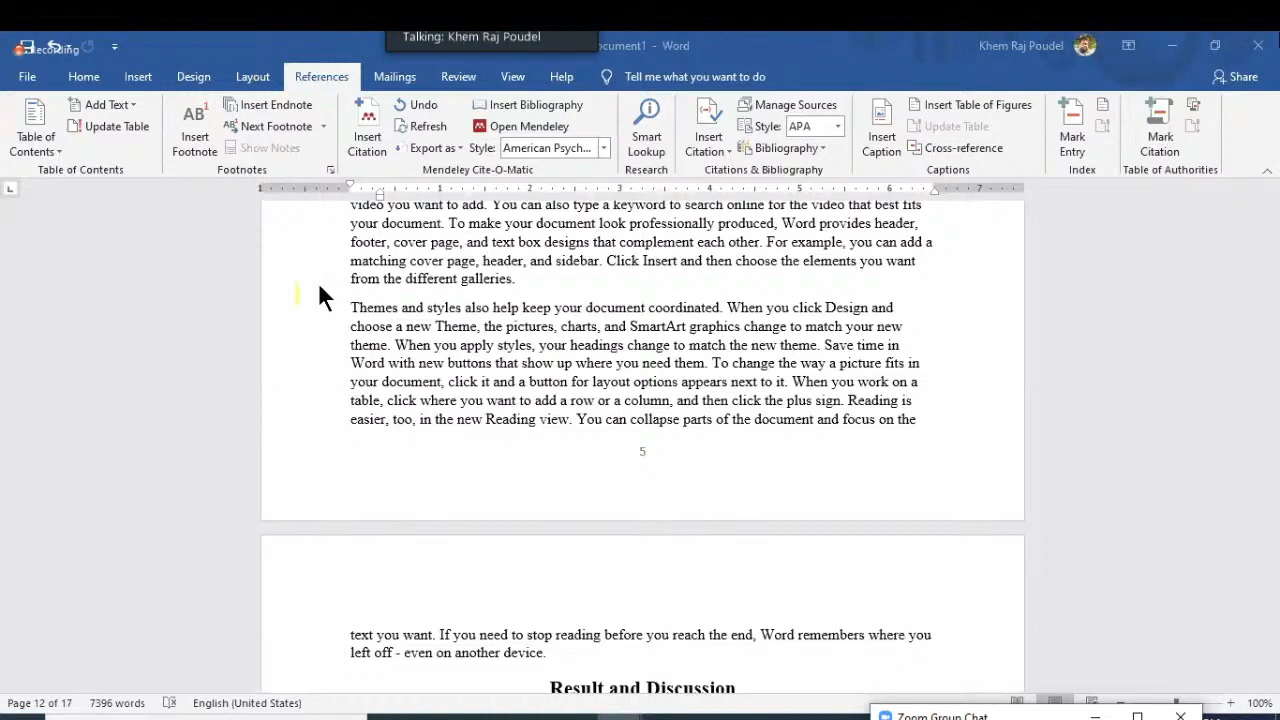 Talking: Khem Raj Poudel
Recording
ocument1 - Word
Khem Raj Poudel
File Home Insert Design Layout References Mailings Review View Help Tell me what you want to do Share
Table of Contents
Add Text
Update Table
Table of Contents
Insert Footnote
Insert Endnote
Next Footnote
Show Notes
Footnotes
Insert Citation
Undo
Refresh
Export as
Insert Bibliography
Open Mendeley
Style: American Psych...
Mendeley Cite-O-Matic
Smart Lookup
Research
Insert Citation
Manage Sources
Style: APA
Bibliography
Citations & Bibliography
Insert Caption
Insert Table of Figures
Update Table
Cross-reference
Captions
Mark Entry
Index
Mark Citation
Table of Authorities
1 1 2 3 4 5 6 7
video you want to add. You can also type a keyword to search online for the video that best fits
your document. To make your document look professionally produced, Word provides header,
footer, cover page, and text box designs that complement each other. For example, you can add a
matching cover page, header, and sidebar. Click Insert and then choose the elements you want
from the different galleries.
Themes and styles also help keep your document coordinated. When you click Design and
choose a new Theme, the pictures, charts, and SmartArt graphics change to match your new
theme. When you apply styles, your headings change to match the new theme. Save time in
Word with new buttons that show up where you need them. To change the way a picture fits in
your document, click it and a button for layout options appears next to it. When you work on a
table, click where you want to add a row or a column, and then click the plus sign. Reading is
easier, too, in the new Reading view. You can collapse parts of the document and focus on the
5
text you want. If you need to stop reading before you reach the end, Word remembers where you
left off - even on another device.
Result and Discussion
Page 12 of 17 7396 words English (United States) 100%
Zoom Group Chat